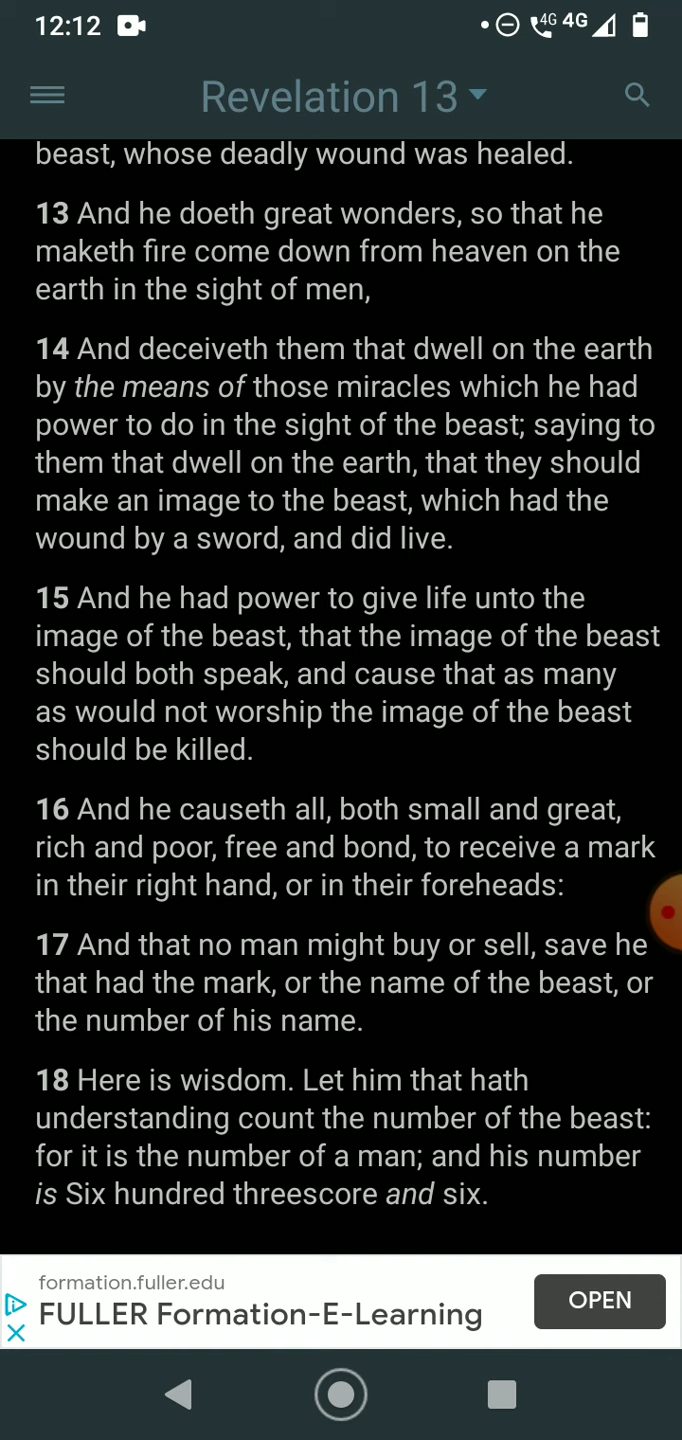 12:12
4G 4G
Revelation 13
beast, whose deadly wound was healed.
13 And he doeth great wonders, so that he
maketh fire come down from heaven on the
earth in the sight of men,
14 And deceiveth them that dwell on the earth
by the means of those miracles which he had
power to do in the sight of the beast; saying to
them that dwell on the earth, that they should
make an image to the beast, which had the
wound by a sword, and did live.
15 And he had power to give life unto the
image of the beast, that the image of the beast
should both speak, and cause that as many
as would not worship the image of the beast
should be killed.
16 And he causeth all, both small and great,
rich and poor, free and bond, to receive a mark
in their right hand, or in their foreheads:
17 And that no man might buy or sell, save he
that had the mark, or the name of the beast, or
the number of his name.
18 Here is wisdom. Let him that hath
understanding count the number of the beast:
for it is the number of a man; and his number
is Six hundred threescore and six.
formation.fuller.edu
FULLER Formation-E-Learning
OPEN